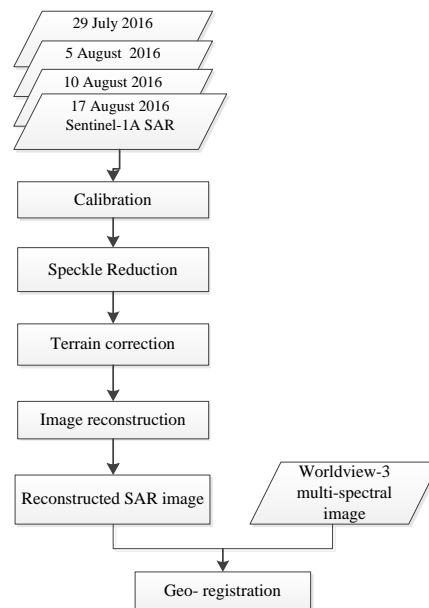 29 July 2016
5 August 2016
10 August 2016
17 August 2016
Sentinel-1A SAR
Calibration
Speckle Reduction
Terrain correction
Image reconstruction
Reconstructed SAR image
Worldview-3
multi-spectral
image
Geo- registration